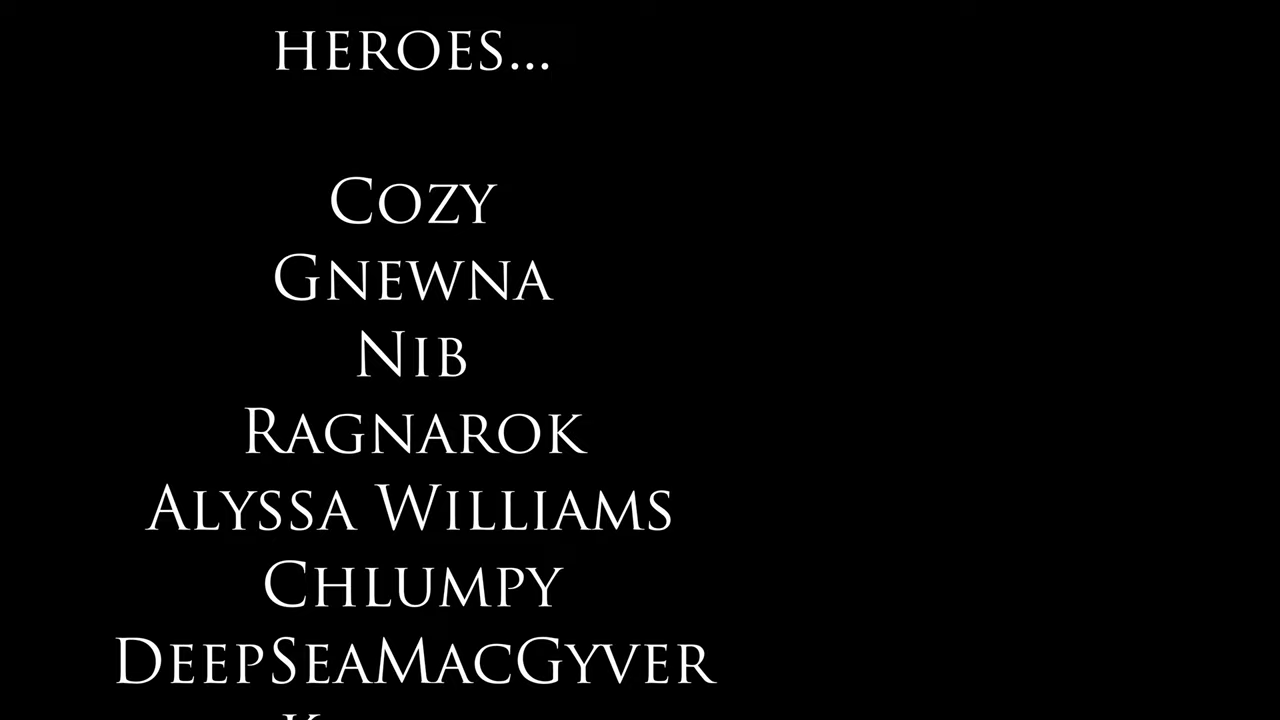 HEROES...
COZY
GNEWNA
NIB
RAGNAROK
ALYSSA WILLIAMS
CHLUMPY
DEEPSEAMACGYVER